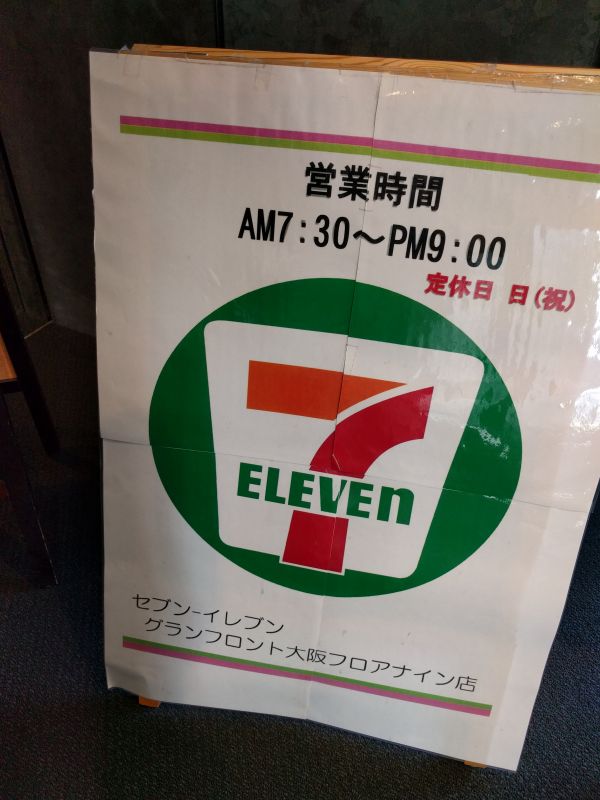 営業時間
AM7:30～PM9:00
定休日 日(祝)
7
ELEVEn
セブン-イレブン
グランフロント大阪フロアナイン店